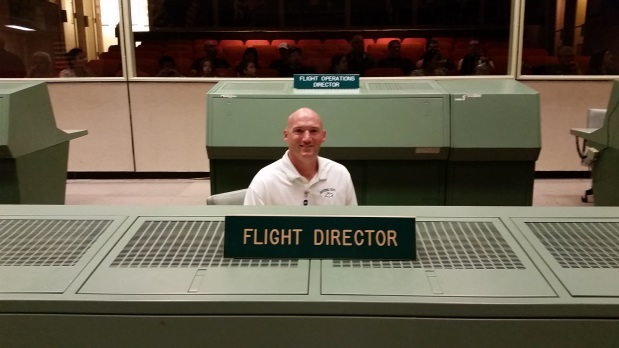 FLIGHT OPERATIONS
DIRECTOR
FLIGHT DIRECTOR